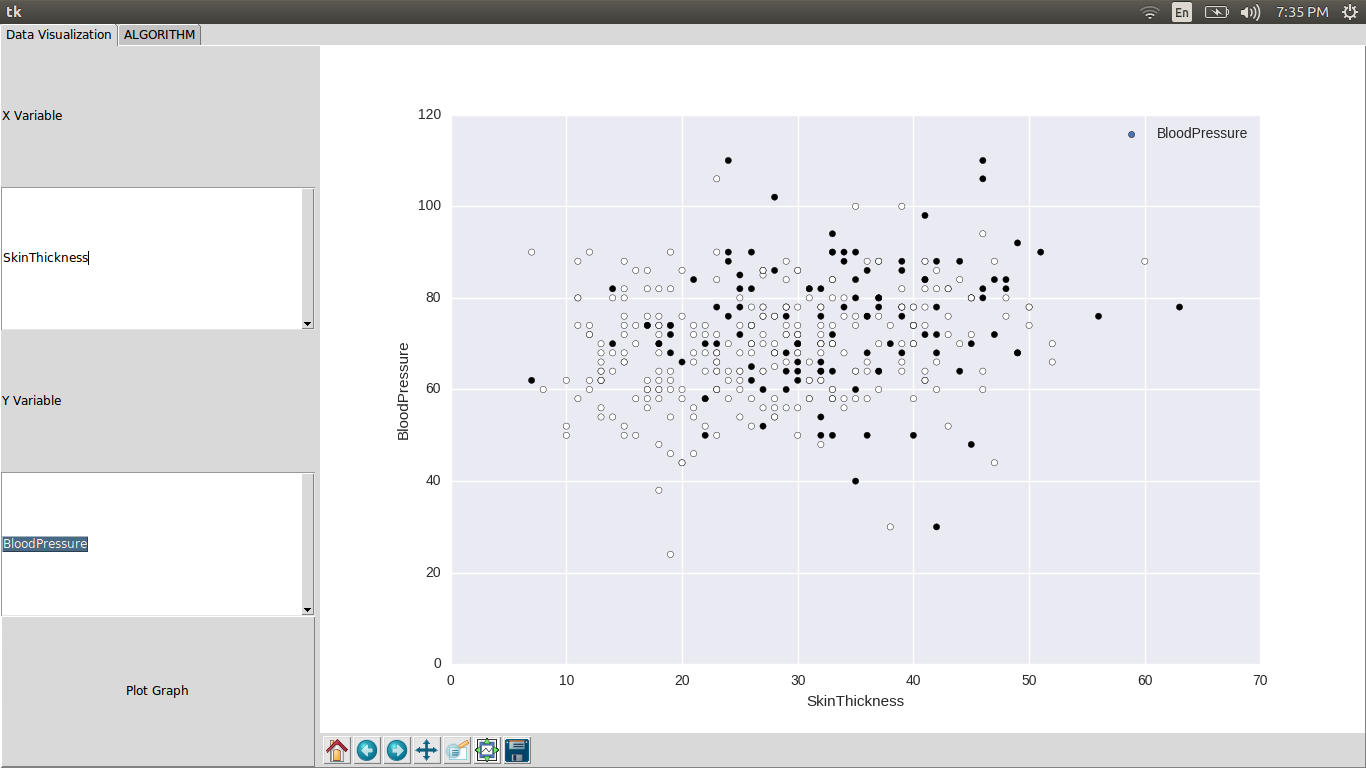 tk
En
7:35 PM
Data Visualization
ALGORITHM
X Variable
SkinThickness
Y Variable
BloodPressure
Plot Graph
120
100
80
60
40
20
0
BloodPressure
BloodPressure
0 10 20 30 40 50 60 70
SkinThickness